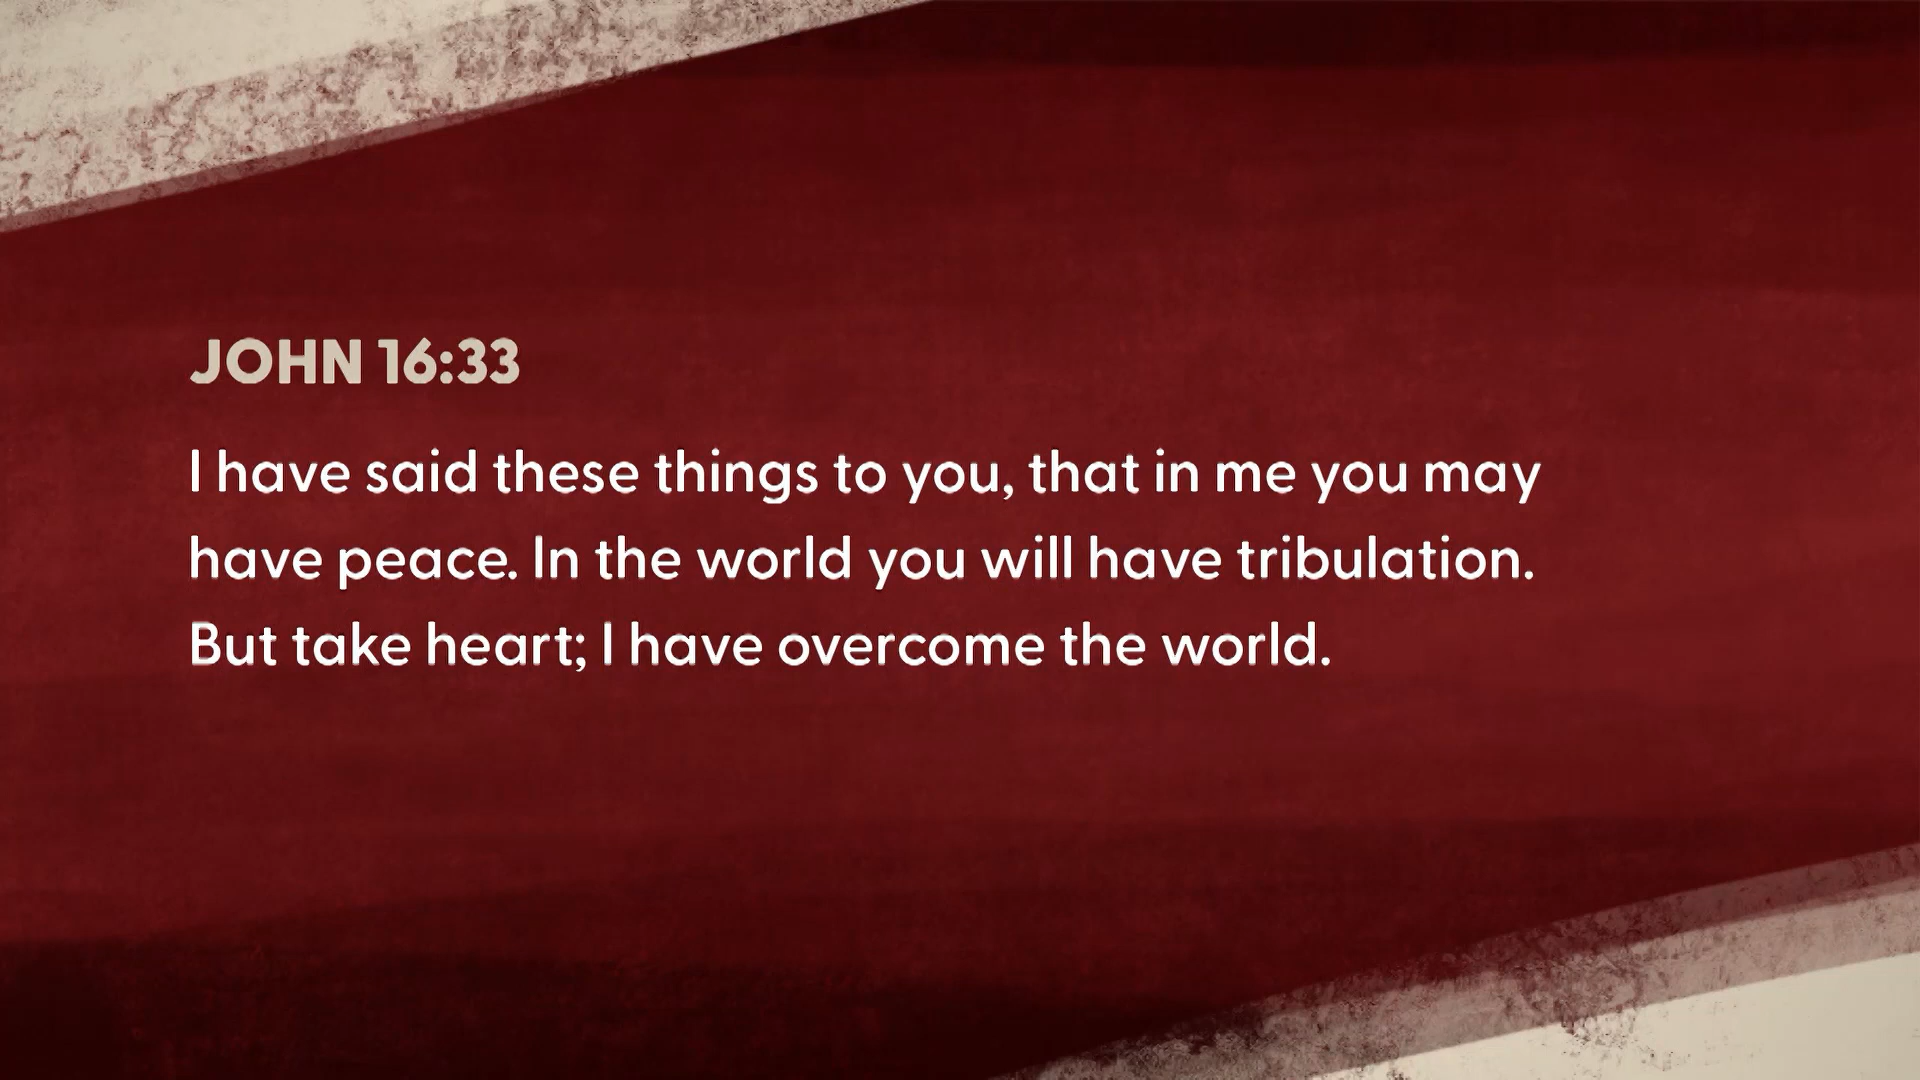 JOHN 16:33
I have said these things to you, that in me you may
have peace. In the world you will have tribulation.
But take heart; I have overcome the world.